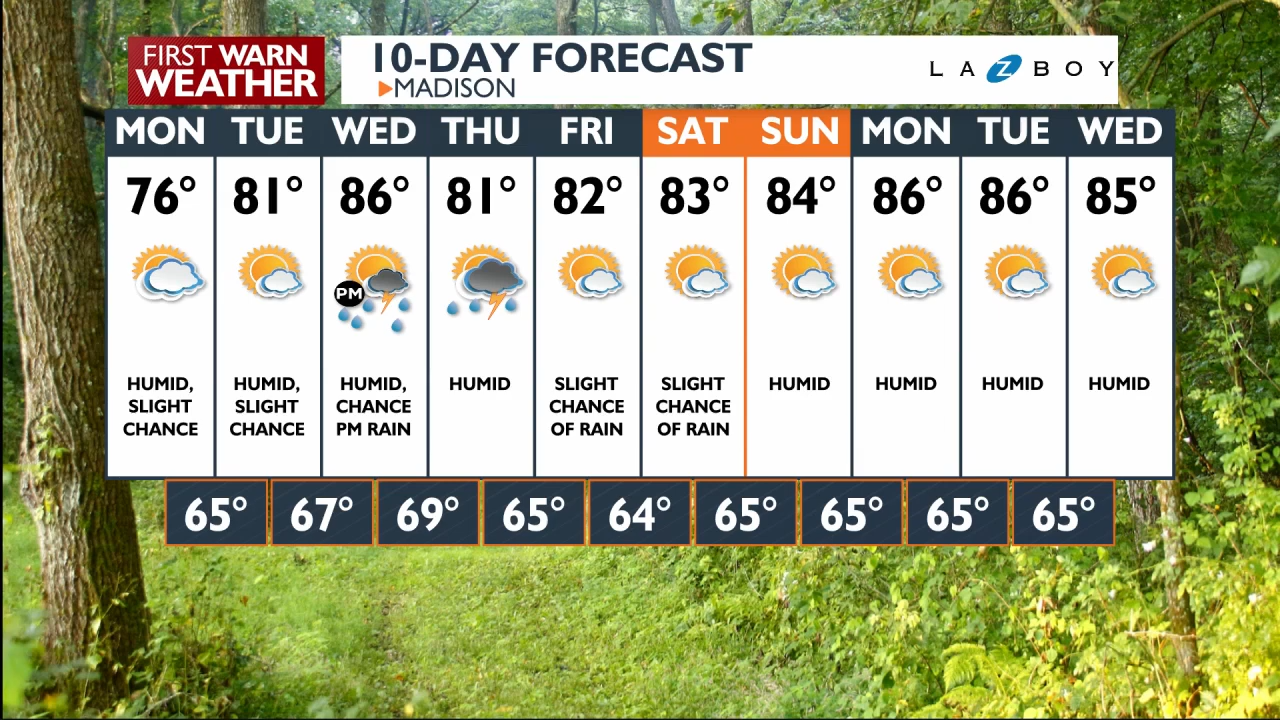 FIRST WARN
WEATHER
10-DAY FORECAST
MADISON
LAZBOY
MON TUE WED THU FRI SAT SUN MON TUE WED
76° 81° 86° 81° 82° 83° 84° 86° 86° 85°
PM
HUMID,
SLIGHT
CHANCE
HUMID,
SLIGHT
CHANCE
HUMID,
CHANCE
PM RAIN
HUMID
SLIGHT
CHANCE
OF RAIN
SLIGHT
CHANCE
OF RAIN
HUMID
HUMID
HUMID
HUMID
65° 67° 69° 65° 64° 65° 65° 65° 65°